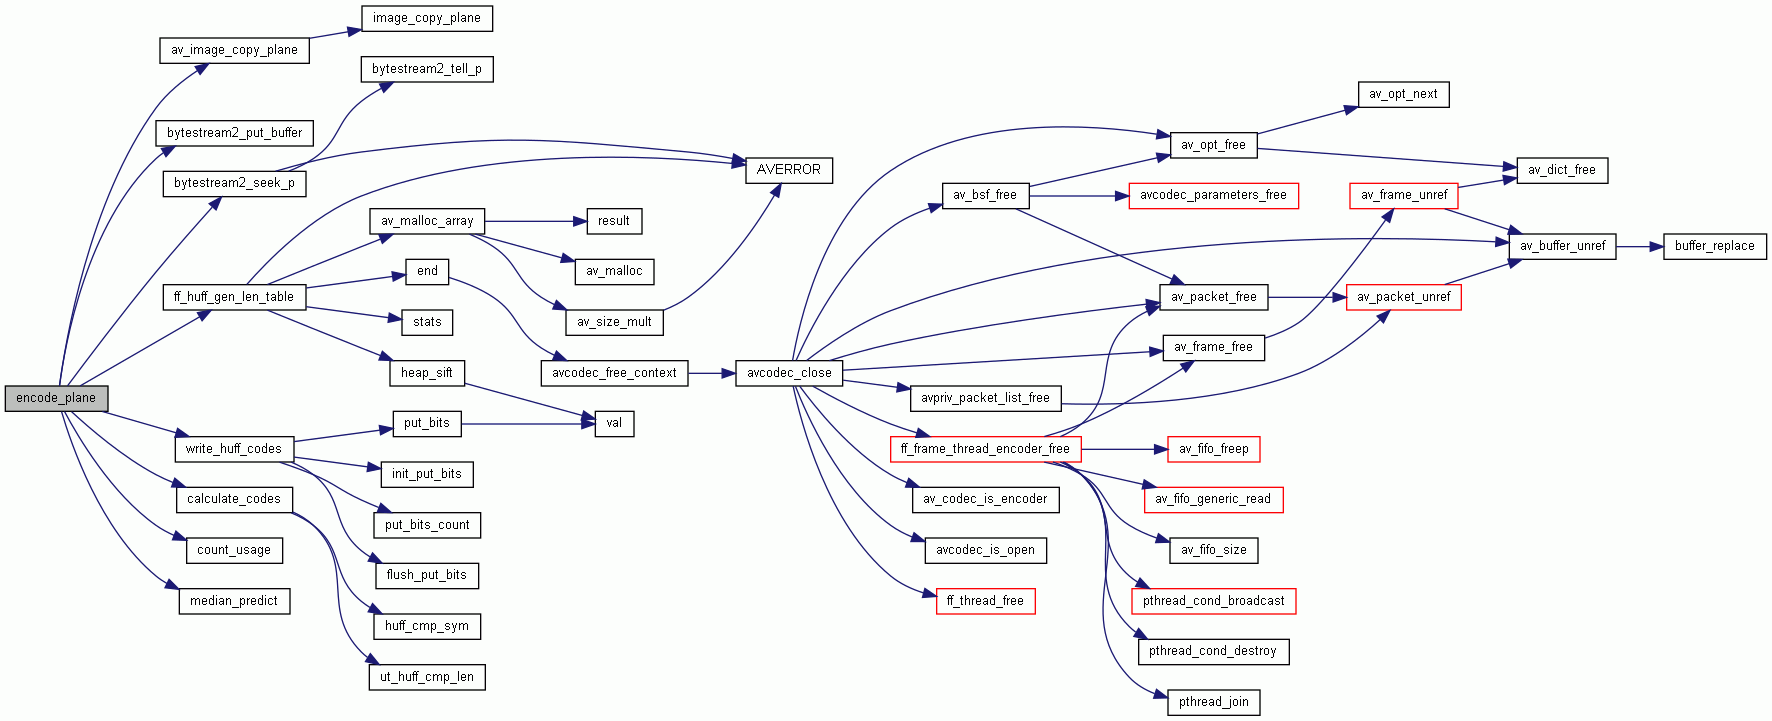 image_copy_plane
av_image_copy_plane
bytestream2_tell_p
av_opt_next
bytestream2_put_buffer
av_opt_free
AVERROR
av_dict_free
bytestream2_seek_p
av_bsf_free
avcodec_parameters_free
av_frame_unref
av_malloc_array
result
av_buffer_unref
buffer_replace
end
av_malloc
ff_huff_gen_len_table
av_packet_free
av_packet_unref
stats
av_size_mult
av_frame_free
heap_sift
avcodec_free_context
avcodec_close
encode_plane
avpriv_packet_list_free
put_bits
val
write_huff_codes
ff_frame_thread_encoder_free
av_fifo_freep
init_put_bits
calculate_codes
av_codec_is_encoder
av_fifo_generic_read
put_bits_count
count_usage
avcodec_is_open
av_fifo_size
flush_put_bits
median_predict
ff_thread_free
pthread_cond_broadcast
huff_cmp_sym
pthread_cond_destroy
ut_huff_cmp_len
pthread_join